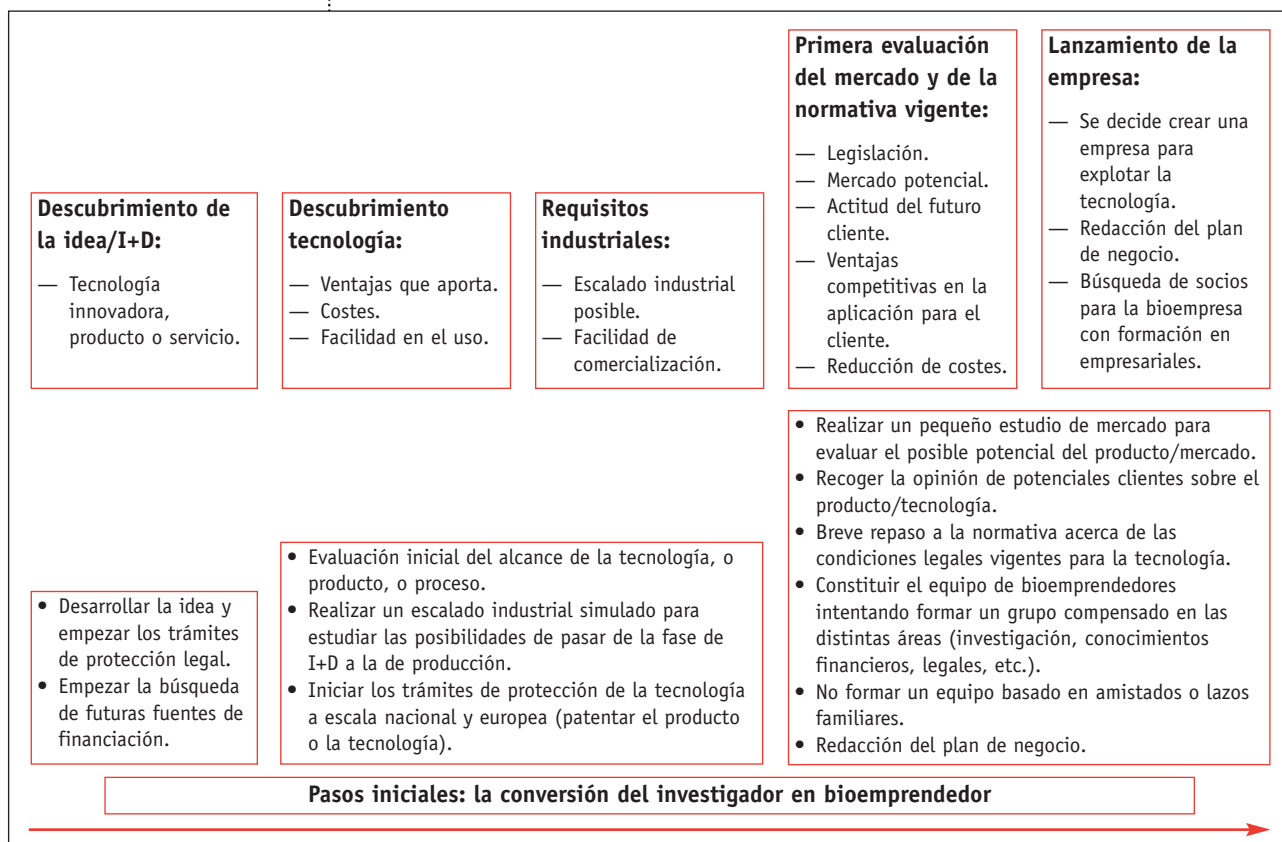 Descubrimiento de
la idea/I+D:
— Tecnología
innovadora,
producto o servicio.
Descubrimiento
tecnología:
— Ventajas que aporta.
— Costes.
— Facilidad en el uso.
Requisitos
industriales:
— Escalado industrial
posible.
— Facilidad de
comercialización.
Primera evaluación
del mercado y de la
normativa vigente:
— Legislación.
— Mercado potencial.
— Actitud del futuro
cliente.
— Ventajas
competitivas en la
aplicación para el
cliente.
— Reducción de costes.
Lanzamiento de la
empresa:
— Se decide crear una
empresa para
explotar la
tecnología.
— Redacción del plan
de negocio.
— Búsqueda de socios
para la bioempresa
con formación en
empresariales.
• Desarrollar la idea y
empezar los trámites
de protección legal.
• Empezar la búsqueda
de futuras fuentes de
financiación.
• Evaluación inicial del alcance de la tecnología, o
producto, o proceso.
• Realizar un escalado industrial simulado para
estudiar las posibilidades de pasar de la fase de
I+D a la de producción.
• Iniciar los trámites de protección de la tecnología
a escala nacional y europea (patentar el producto
o la tecnología).
• Realizar un pequeño estudio de mercado para
evaluar el posible potencial del producto/mercado.
• Recoger la opinión de potenciales clientes sobre el
producto/tecnología.
• Breve repaso a la normativa acerca de las
condiciones legales vigentes para la tecnología.
• Constituir el equipo de bioemprendedores
intentando formar un grupo compensado en las
distintas áreas (investigación, conocimientos
financieros, legales, etc.).
• No formar un equipo basado en amistados o lazos
familiares.
• Redacción del plan de negocio.
Pasos iniciales: la conversión del investigador en bioemprendedor